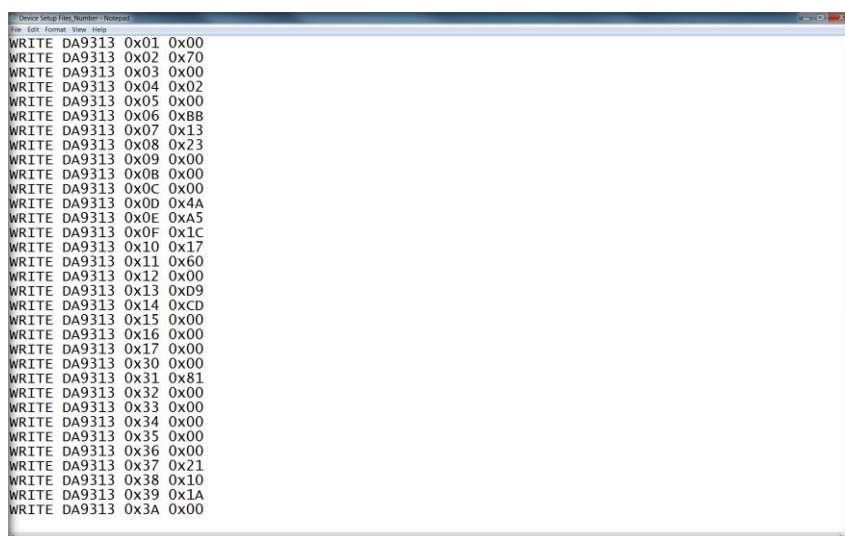 Device Setup Files_Number - Notepad
File Edit Format View Help
WRITE DA9313 0x01 0x00
WRITE DA9313 0x02 0x70
WRITE DA9313 0x03 0x00
WRITE DA9313 0x04 0x02
WRITE DA9313 0x05 0x00
WRITE DA9313 0x06 0xBB
WRITE DA9313 0x07 0x13
WRITE DA9313 0x08 0x23
WRITE DA9313 0x09 0x00
WRITE DA9313 0x0B 0x00
WRITE DA9313 0x0C 0x00
WRITE DA9313 0x0D 0x4A
WRITE DA9313 0x0E 0xA5
WRITE DA9313 0x0F 0x1C
WRITE DA9313 0x10 0x17
WRITE DA9313 0x11 0x60
WRITE DA9313 0x12 0x00
WRITE DA9313 0x13 0xD9
WRITE DA9313 0x14 0xCD
WRITE DA9313 0x15 0x00
WRITE DA9313 0x16 0x00
WRITE DA9313 0x17 0x00
WRITE DA9313 0x30 0x00
WRITE DA9313 0x31 0x81
WRITE DA9313 0x32 0x00
WRITE DA9313 0x33 0x00
WRITE DA9313 0x34 0x00
WRITE DA9313 0x35 0x00
WRITE DA9313 0x36 0x00
WRITE DA9313 0x37 0x21
WRITE DA9313 0x38 0x10
WRITE DA9313 0x39 0x1A
WRITE DA9313 0x3A 0x00